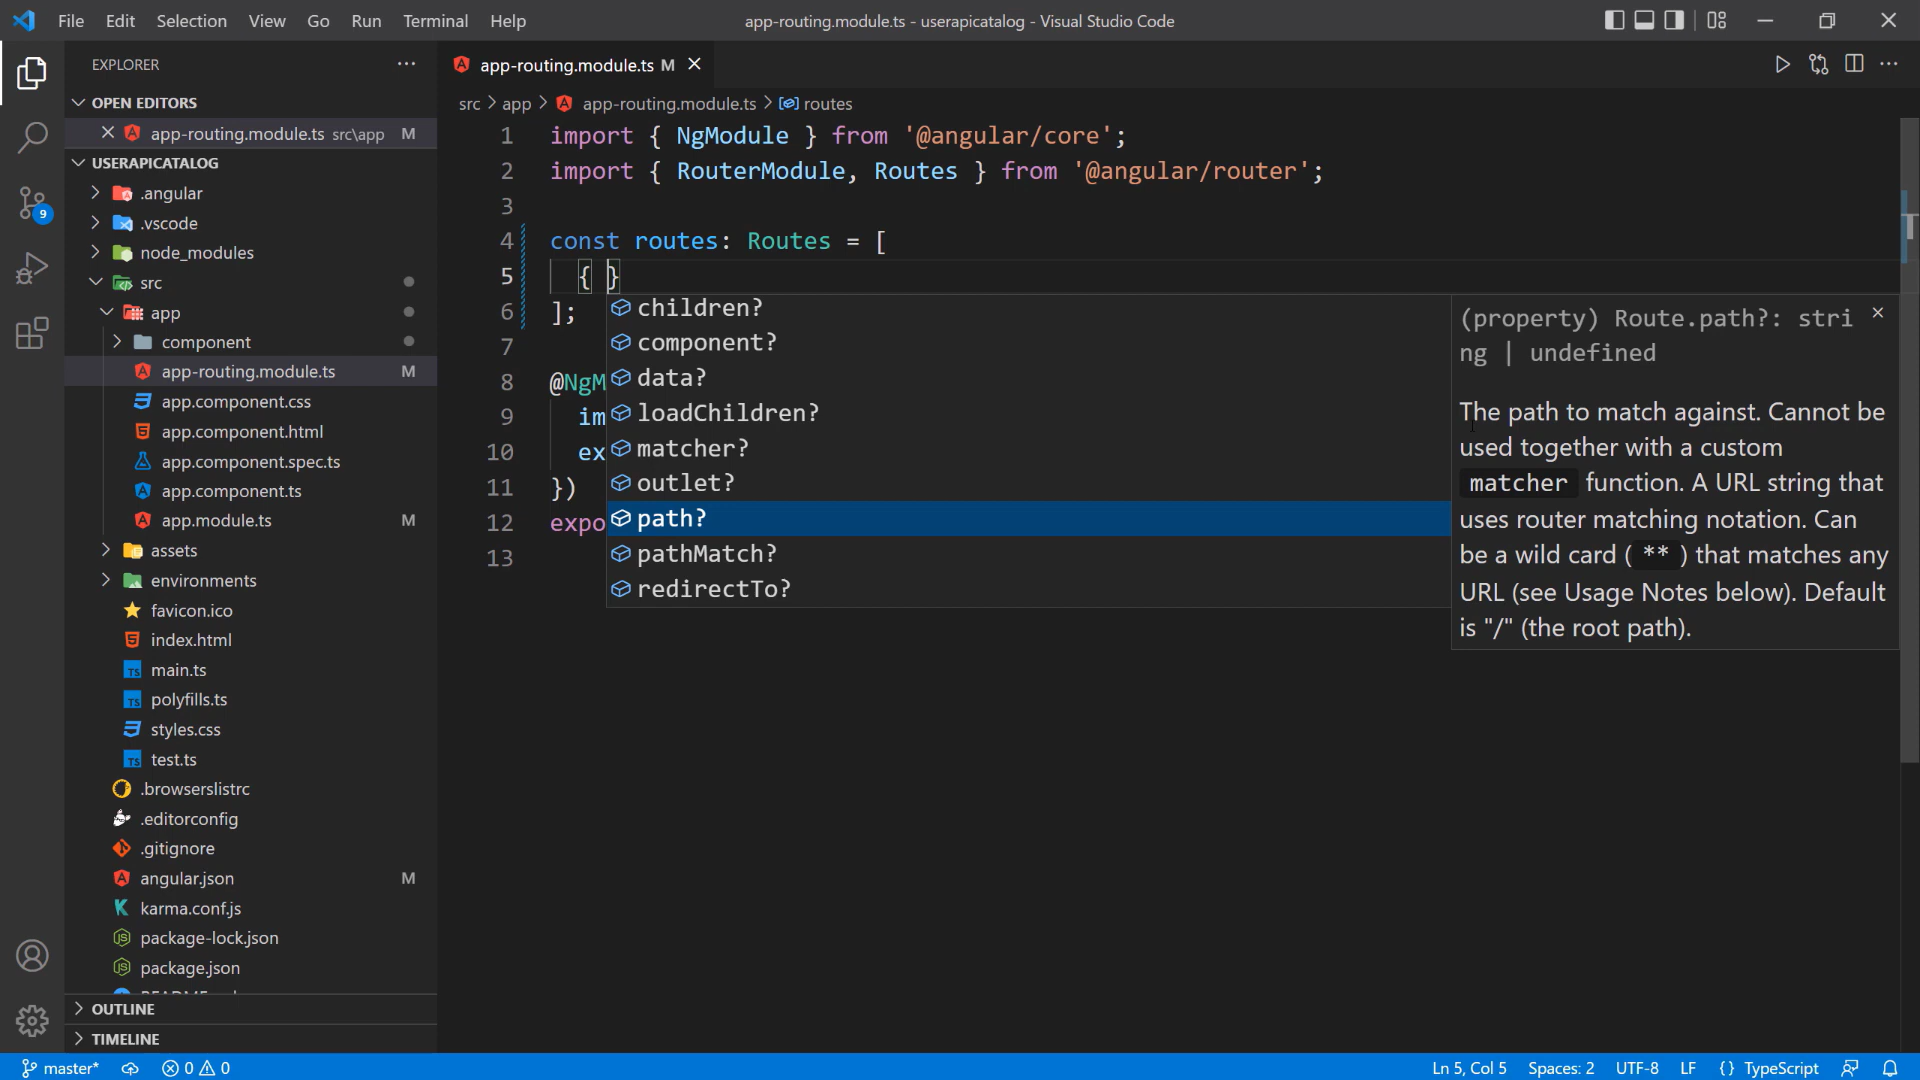 File Edit Selection View Go Run Terminal Help
app-routing.module.ts - userapicatalog - Visual Studio Code
EXPLORER
OPEN EDITORS
app-routing.module.ts src\app M
USERAPICATALOG
.angular
.vscode
node_modules
src
app
component
app-routing.module.ts M
app.component.css
app.component.html
app.component.spec.ts
app.component.ts
app.module.ts M
assets
environments
favicon.ico
index.html
main.ts
polyfills.ts
styles.css
test.ts
.browserslistrc
.editorconfig
.gitignore
angular.json M
karma.conf.js
package-lock.json
package.json
OUTLINE
TIMELINE
9
app-routing.module.ts M
src > app > app-routing.module.ts > routes
1 import { NgModule } from '@angular/core';
2 import { RouterModule, Routes } from '@angular/router';
3
4 const routes: Routes = [
5 { }
6 ];
7
8 @NgM
9 im
10 ex
11 })
12 expo
13
children?
component?
data?
loadChildren?
matcher?
outlet?
path?
pathMatch?
redirectTo?
(property) Route.path?: stri
ng | undefined
The path to match against. Cannot be
used together with a custom
matcher function. A URL string that
uses router matching notation. Can
be a wild card ( ** ) that matches any
URL (see Usage Notes below). Default
is "/" (the root path).
master* 0 0 Ln 5, Col 5 Spaces: 2 UTF-8 LF {} TypeScript